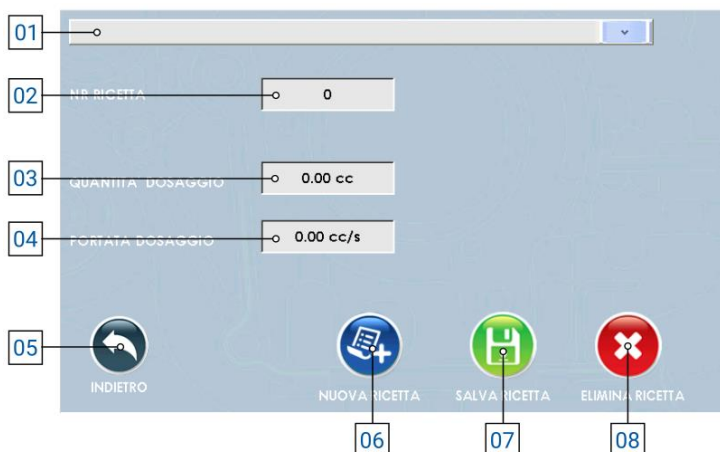 01
02 NR RICETTA 0
03 QUANTITÀ DOSAGGIO 0.00 cc
04 PORTATA DOSAGGIO 0.00 cc/s
05
INDIETRO NUOVA RICETTA SALVA RICETTA ELIMINA RICETTA
06 07 08